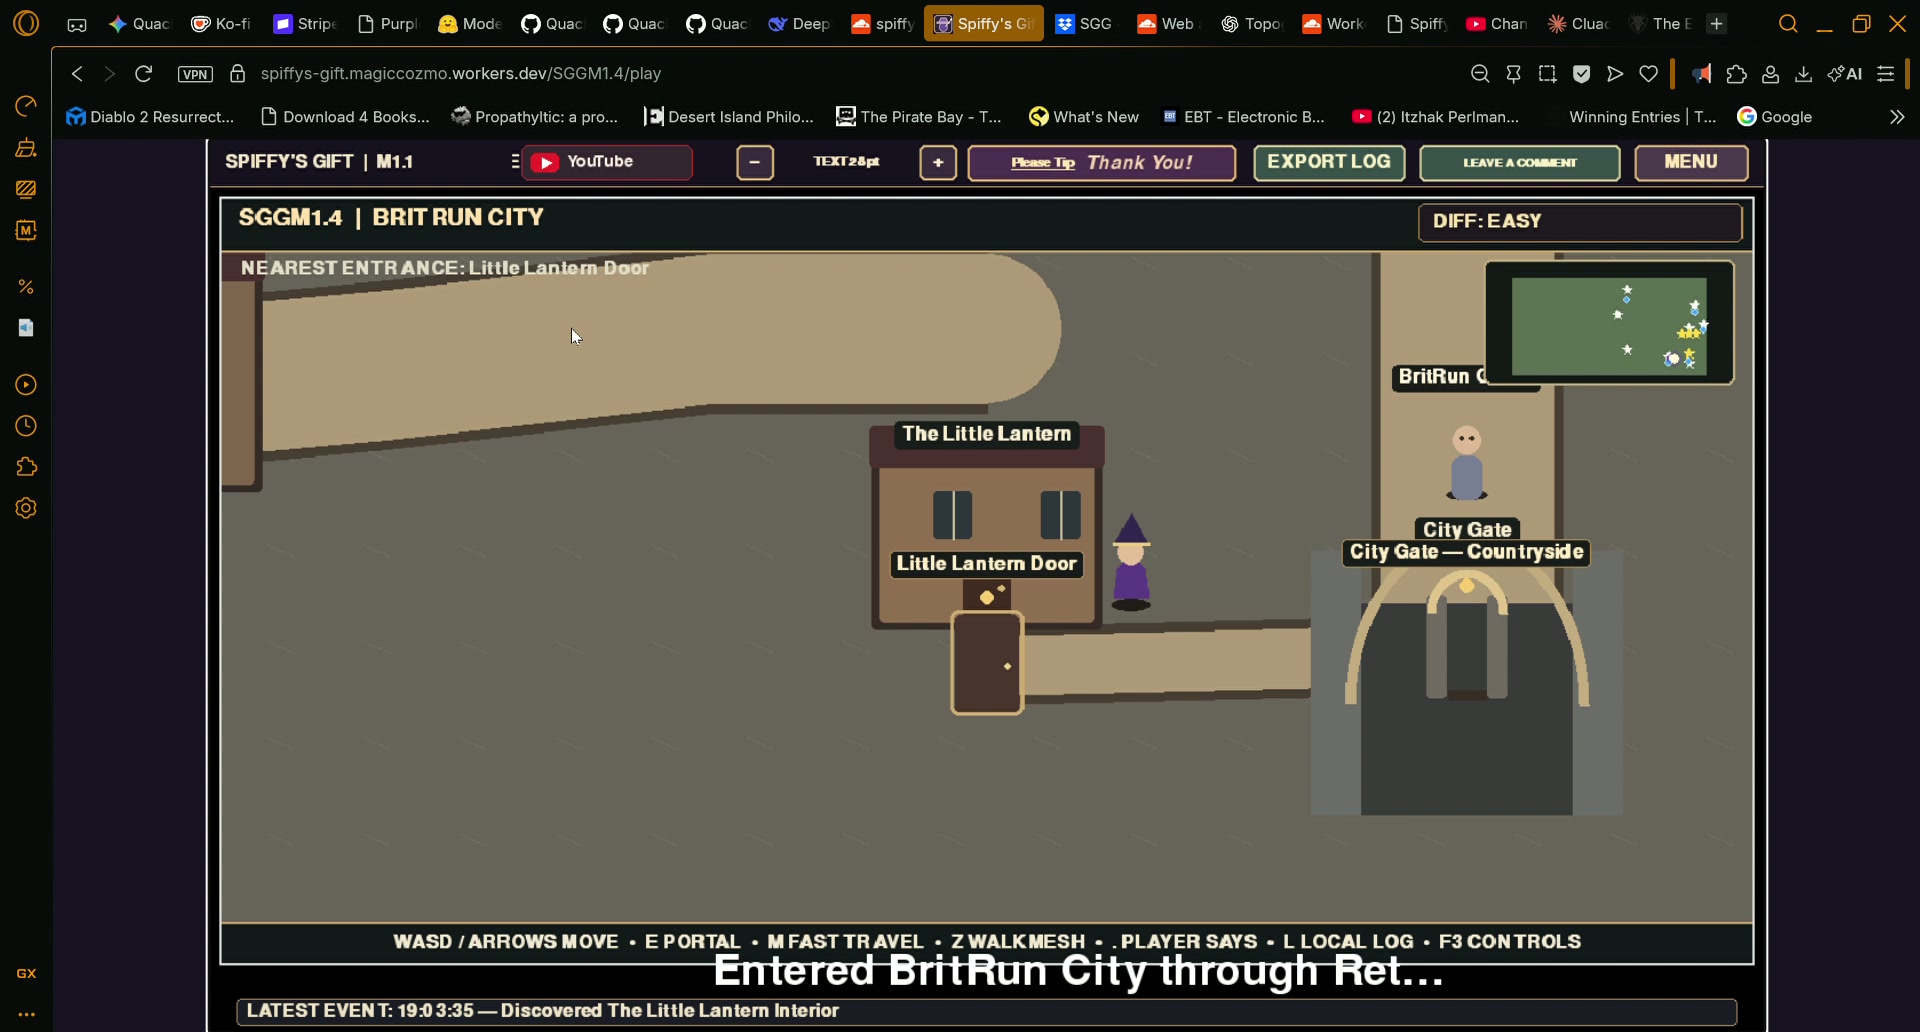 Quac
Ko-fi
Stripe
Purpl
Mode
Quac
Quac
Quac
Deep
spiffy
Spiffy's Gi
SGG
Web
Topo
Work
Spiffy
Chan
Cluac
The E
VPN
spiffys-gift.magiccozmo.workers.dev/SGGM1.4/play
AI
Diablo 2 Resurrect...
Download 4 Books...
Propathyltic: a pro...
Desert Island Philo...
The Pirate Bay - T...
What's New
EBT - Electronic B...
(2) Itzhak Perlman...
Winning Entries | T...
Google
SPIFFY'S GIFT | M1.1
YouTube
−
TEXT 28pt
+
Please Tip Thank You!
EXPORT LOG
LEAVE A COMMENT
MENU
SGGM1.4 | BRITRUN CITY
DIFF: EASY
NEAREST ENTRANCE: Little Lantern Door
BritRun
The Little Lantern
City Gate
City Gate — Countryside
Little Lantern Door
WASD / ARROWS MOVE • E PORTAL • M FAST TRAVEL • Z WALKMESH • . PLAYER SAYS • L LOCAL LOG • F3 CONTROLS
Entered BritRun City through Ret...
LATEST EVENT: 19:03:35 — Discovered The Little Lantern Interior
GX